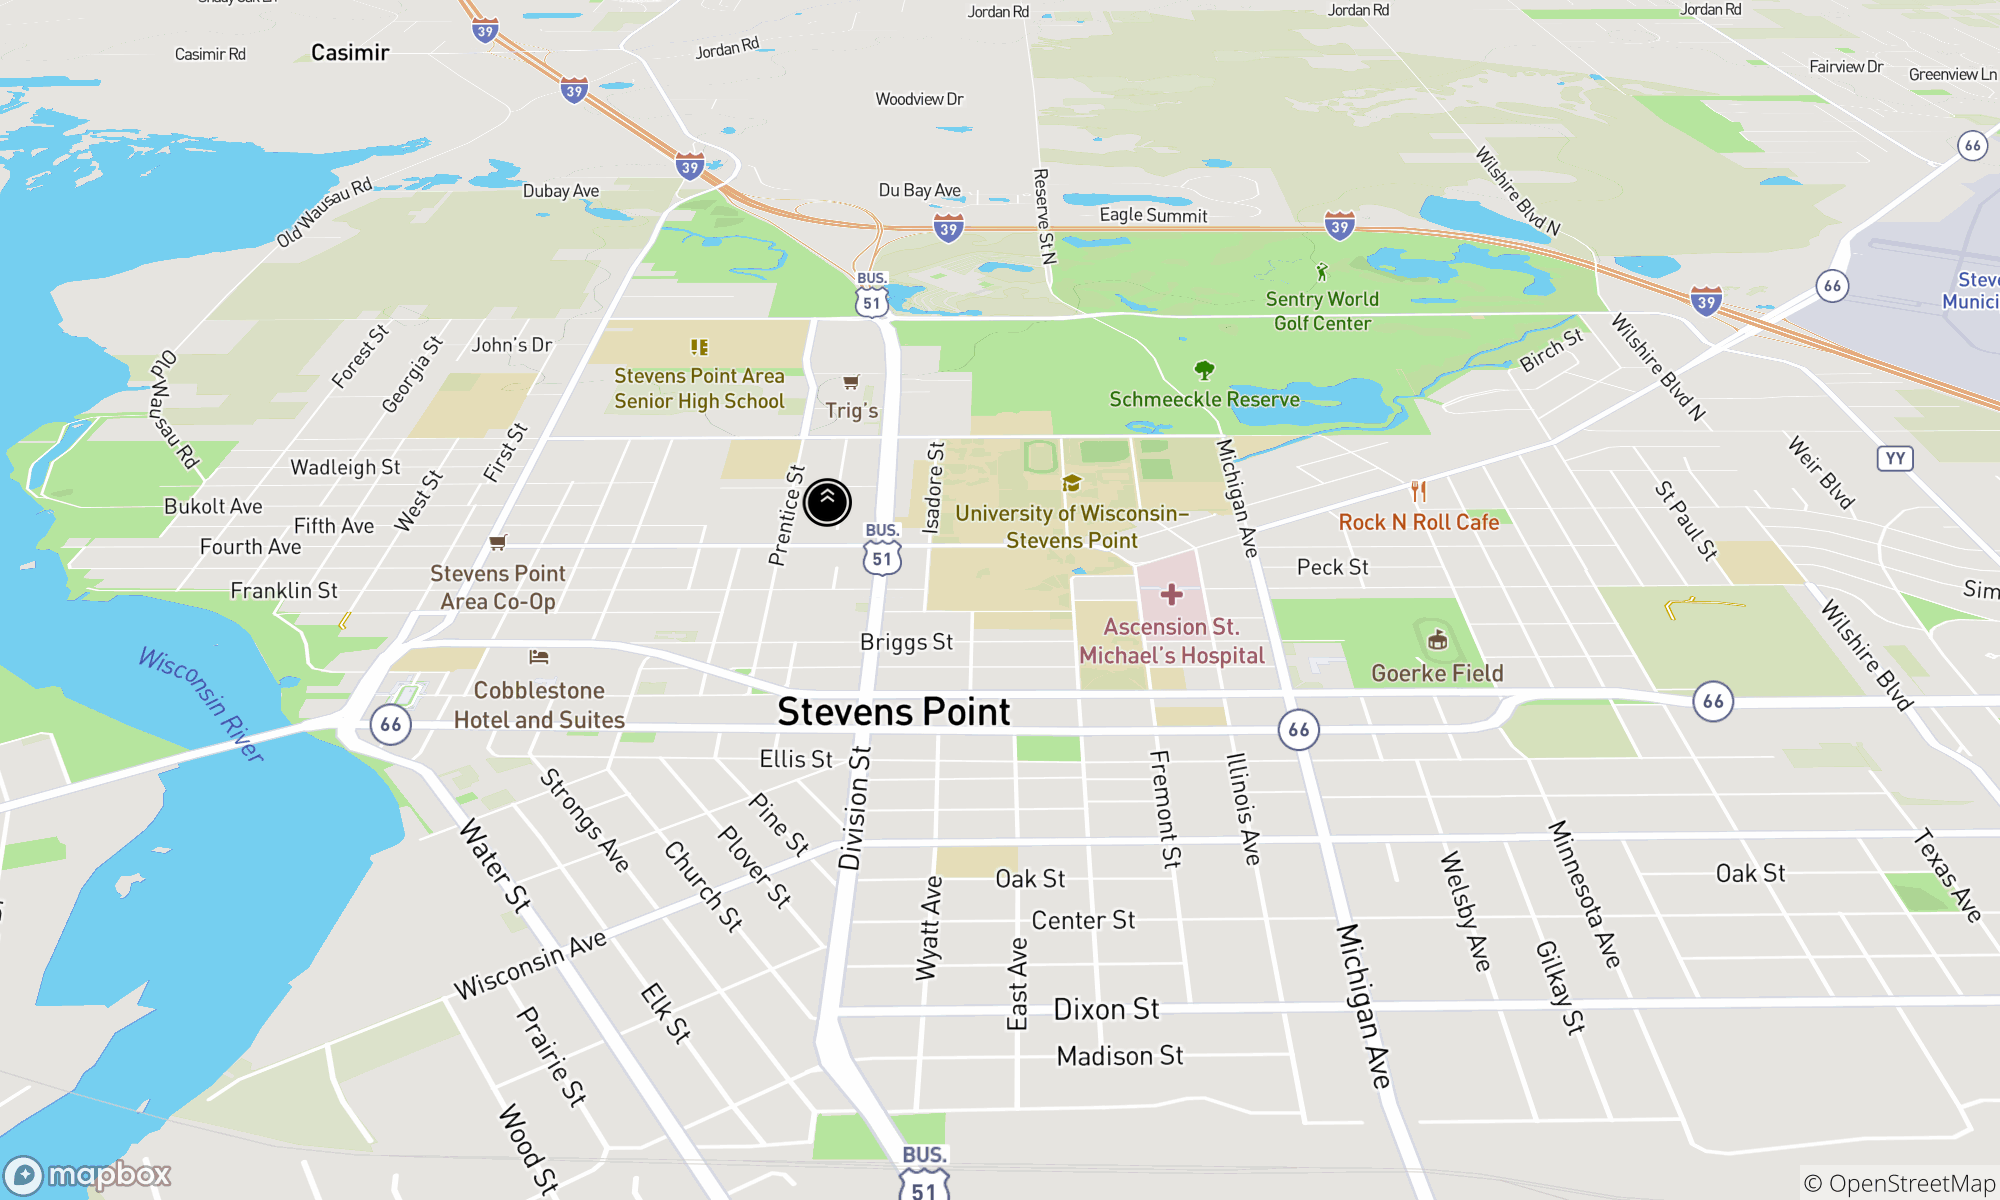 Jordan Rd
Jordan Rd
Jordan Rd
39
Casimir Rd
Casimir
Jordan Rd
Fairview Dr
Greenview Ln
39
Woodview Dr
66
39
Dubay Ave
Du Bay Ave
Reserve St N
Wilshire Blvd N
Old Wausau Rd
Eagle Summit
39
39
BUS.
51
Sentry World
Golf Center
66
39
Steve
Munici
Forest St
Georgia St
John's Dr
Old Wausau Rd
Stevens Point Area
Senior High School
Trig's
Schmeeckle Reserve
Birch St
Wilshire Blvd N
First St
Wadleigh St
West St
Bukolt Ave
Fifth Ave
Fourth Ave
Prentice St
Isadore St
Michigan Ave
YY
Weir Blvd
University of Wisconsin–
Stevens Point
Rock N Roll Cafe
St Paul St
BUS.
51
Peck St
Franklin St
Stevens Point
Area Co-Op
Sim
Ascension St.
Michael's Hospital
Briggs St
Goerke Field
Wilshire Blvd
Wisconsin River
Cobblestone
Hotel and Suites
66
Stevens Point
66
66
Ellis St
Division St
Strongs Ave
Pine St
Plover St
Church St
Water St
Fremont St
Illinois Ave
Oak St
Wyatt Ave
Center St
Welsby Ave
Minnesota Ave
Oak St
Texas Ave
Wisconsin Ave
East Ave
Michigan Ave
Gilkay St
Elk St
Prairie St
Dixon St
Madison St
Wood St
BUS.
51
mapbox
© OpenStreetMap